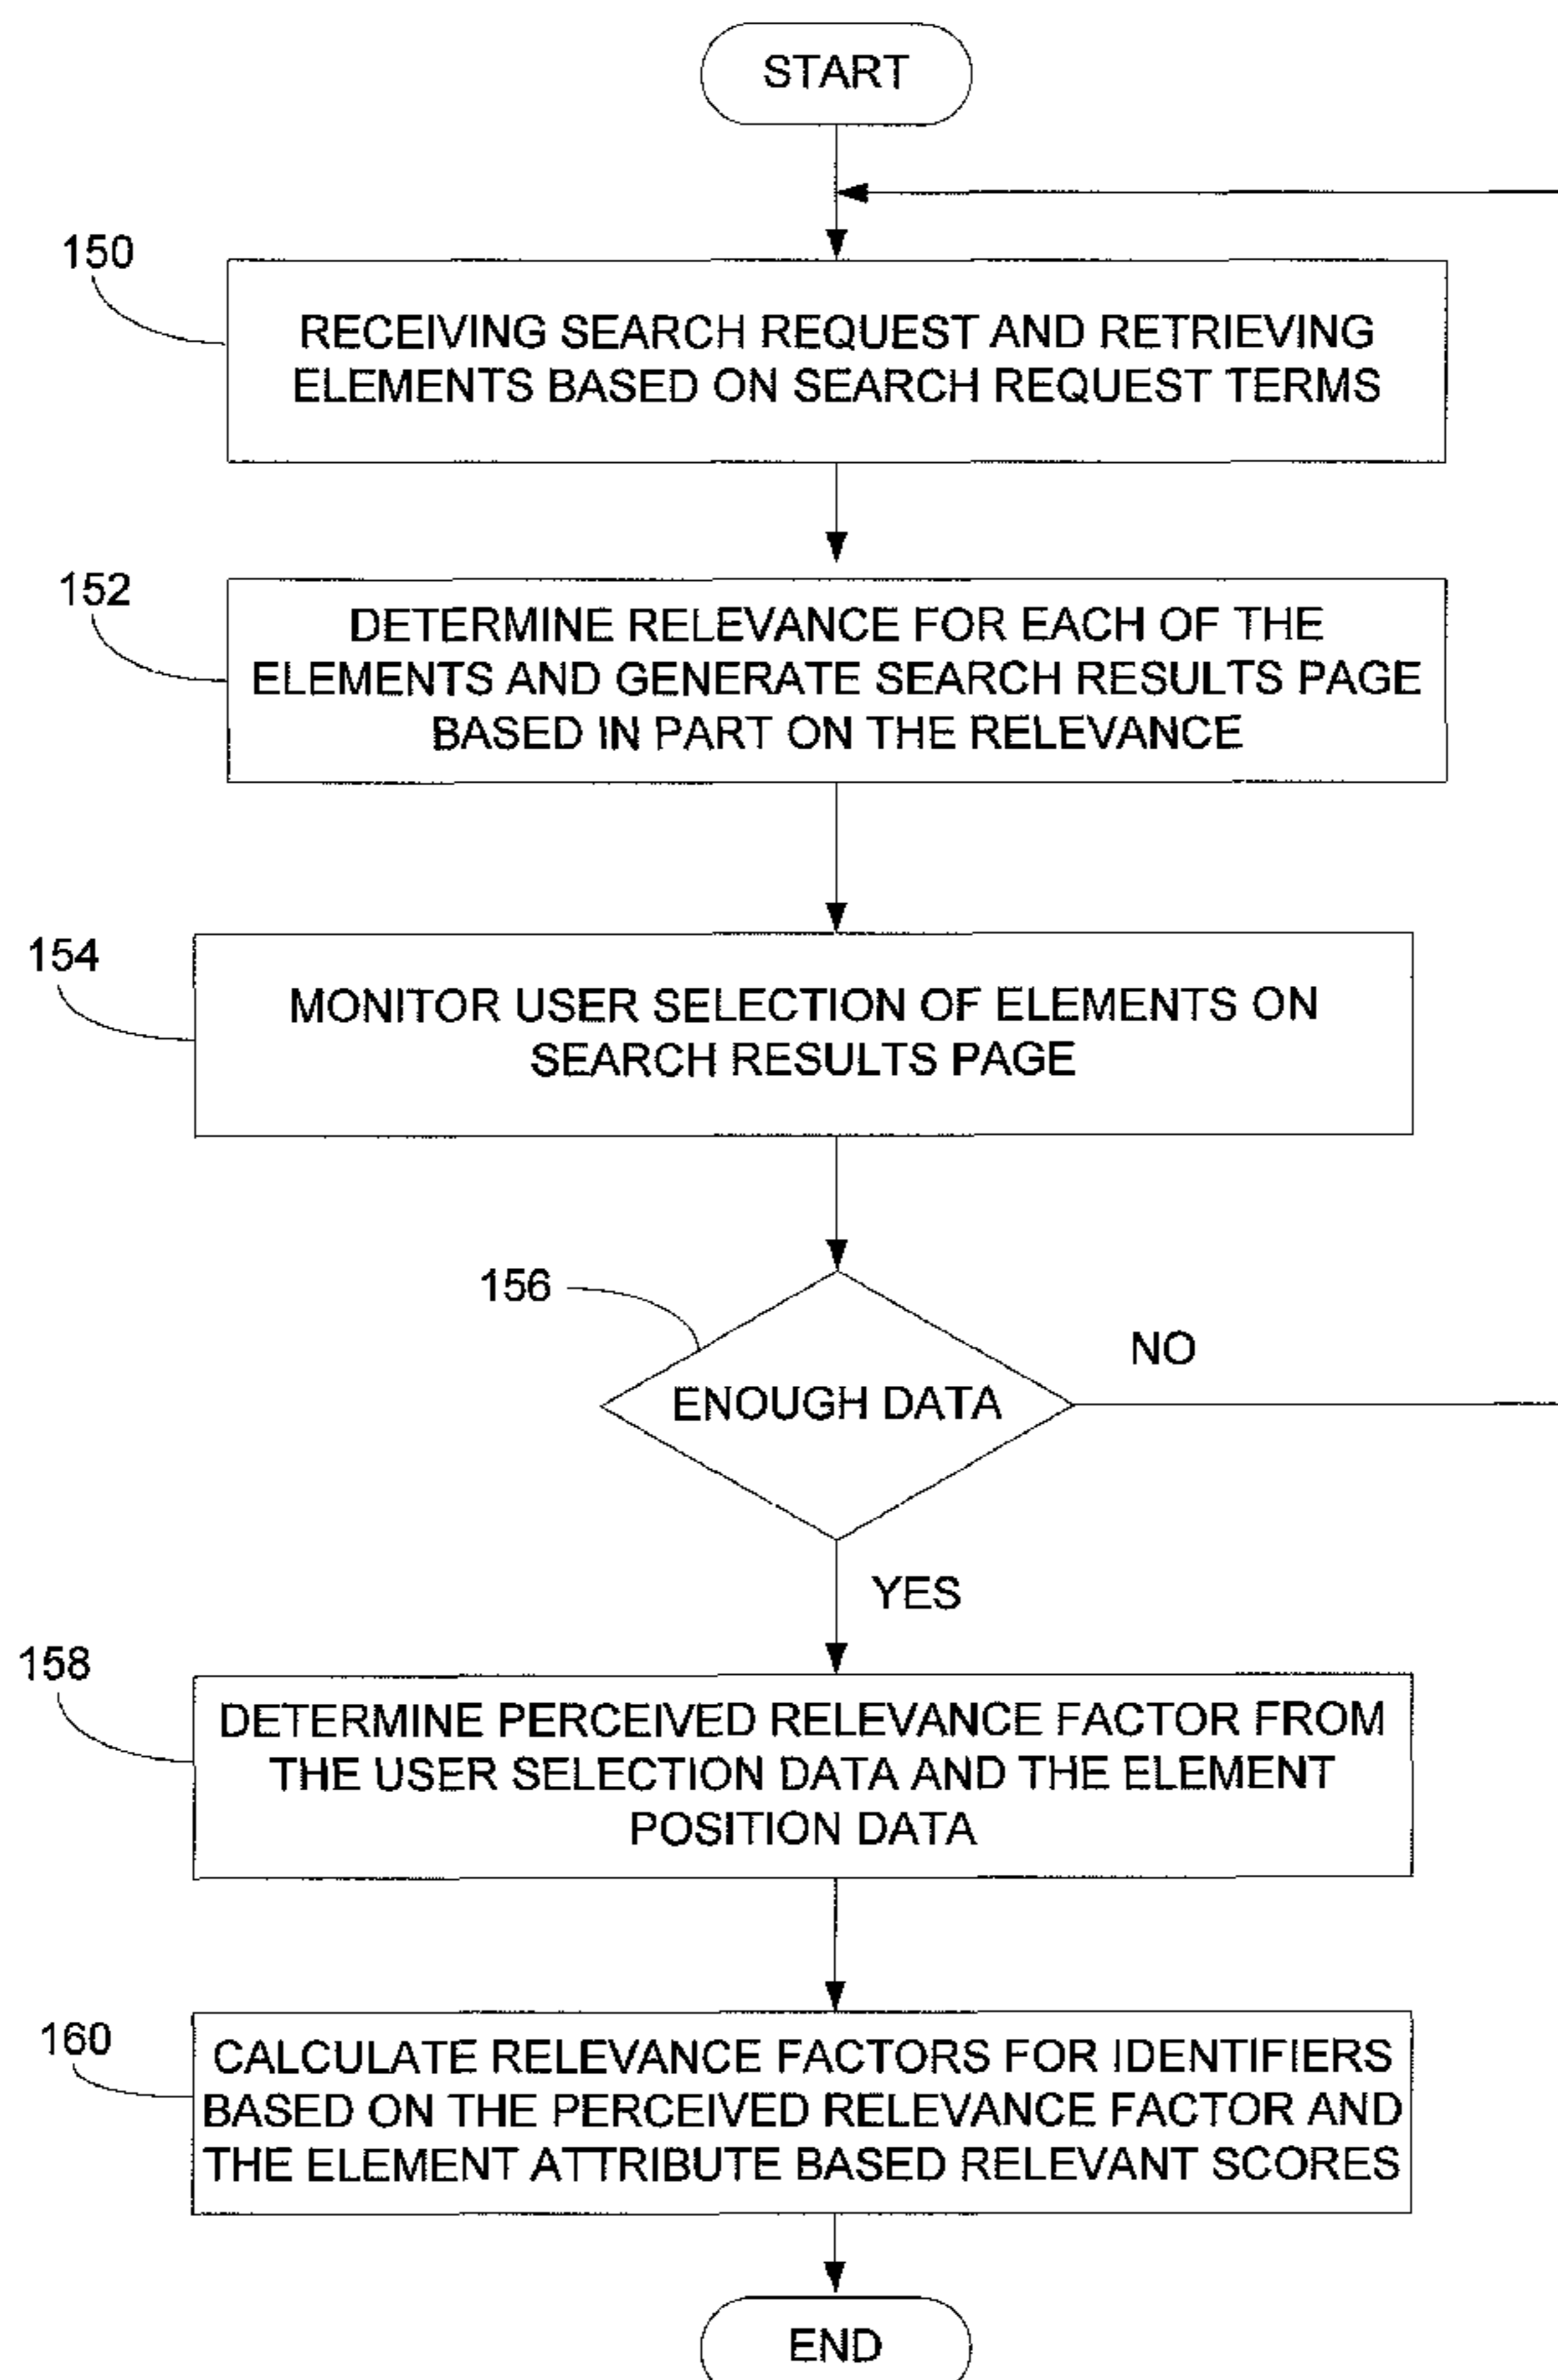 START
150
RECEIVING SEARCH REQUEST AND RETRIEVING
ELEMENTS BASED ON SEARCH REQUEST TERMS
152
DETERMINE RELEVANCE FOR EACH OF THE
ELEMENTS AND GENERATE SEARCH RESULTS PAGE
BASED IN PART ON THE RELEVANCE
154
MONITOR USER SELECTION OF ELEMENTS ON
SEARCH RESULTS PAGE
156
ENOUGH DATA
NO
YES
158
DETERMINE PERCEIVED RELEVANCE FACTOR FROM
THE USER SELECTION DATA AND THE ELEMENT
POSITION DATA
160
CALCULATE RELEVANCE FACTORS FOR IDENTIFIERS
BASED ON THE PERCEIVED RELEVANCE FACTOR AND
THE ELEMENT ATTRIBUTE BASED RELEVANT SCORES
END